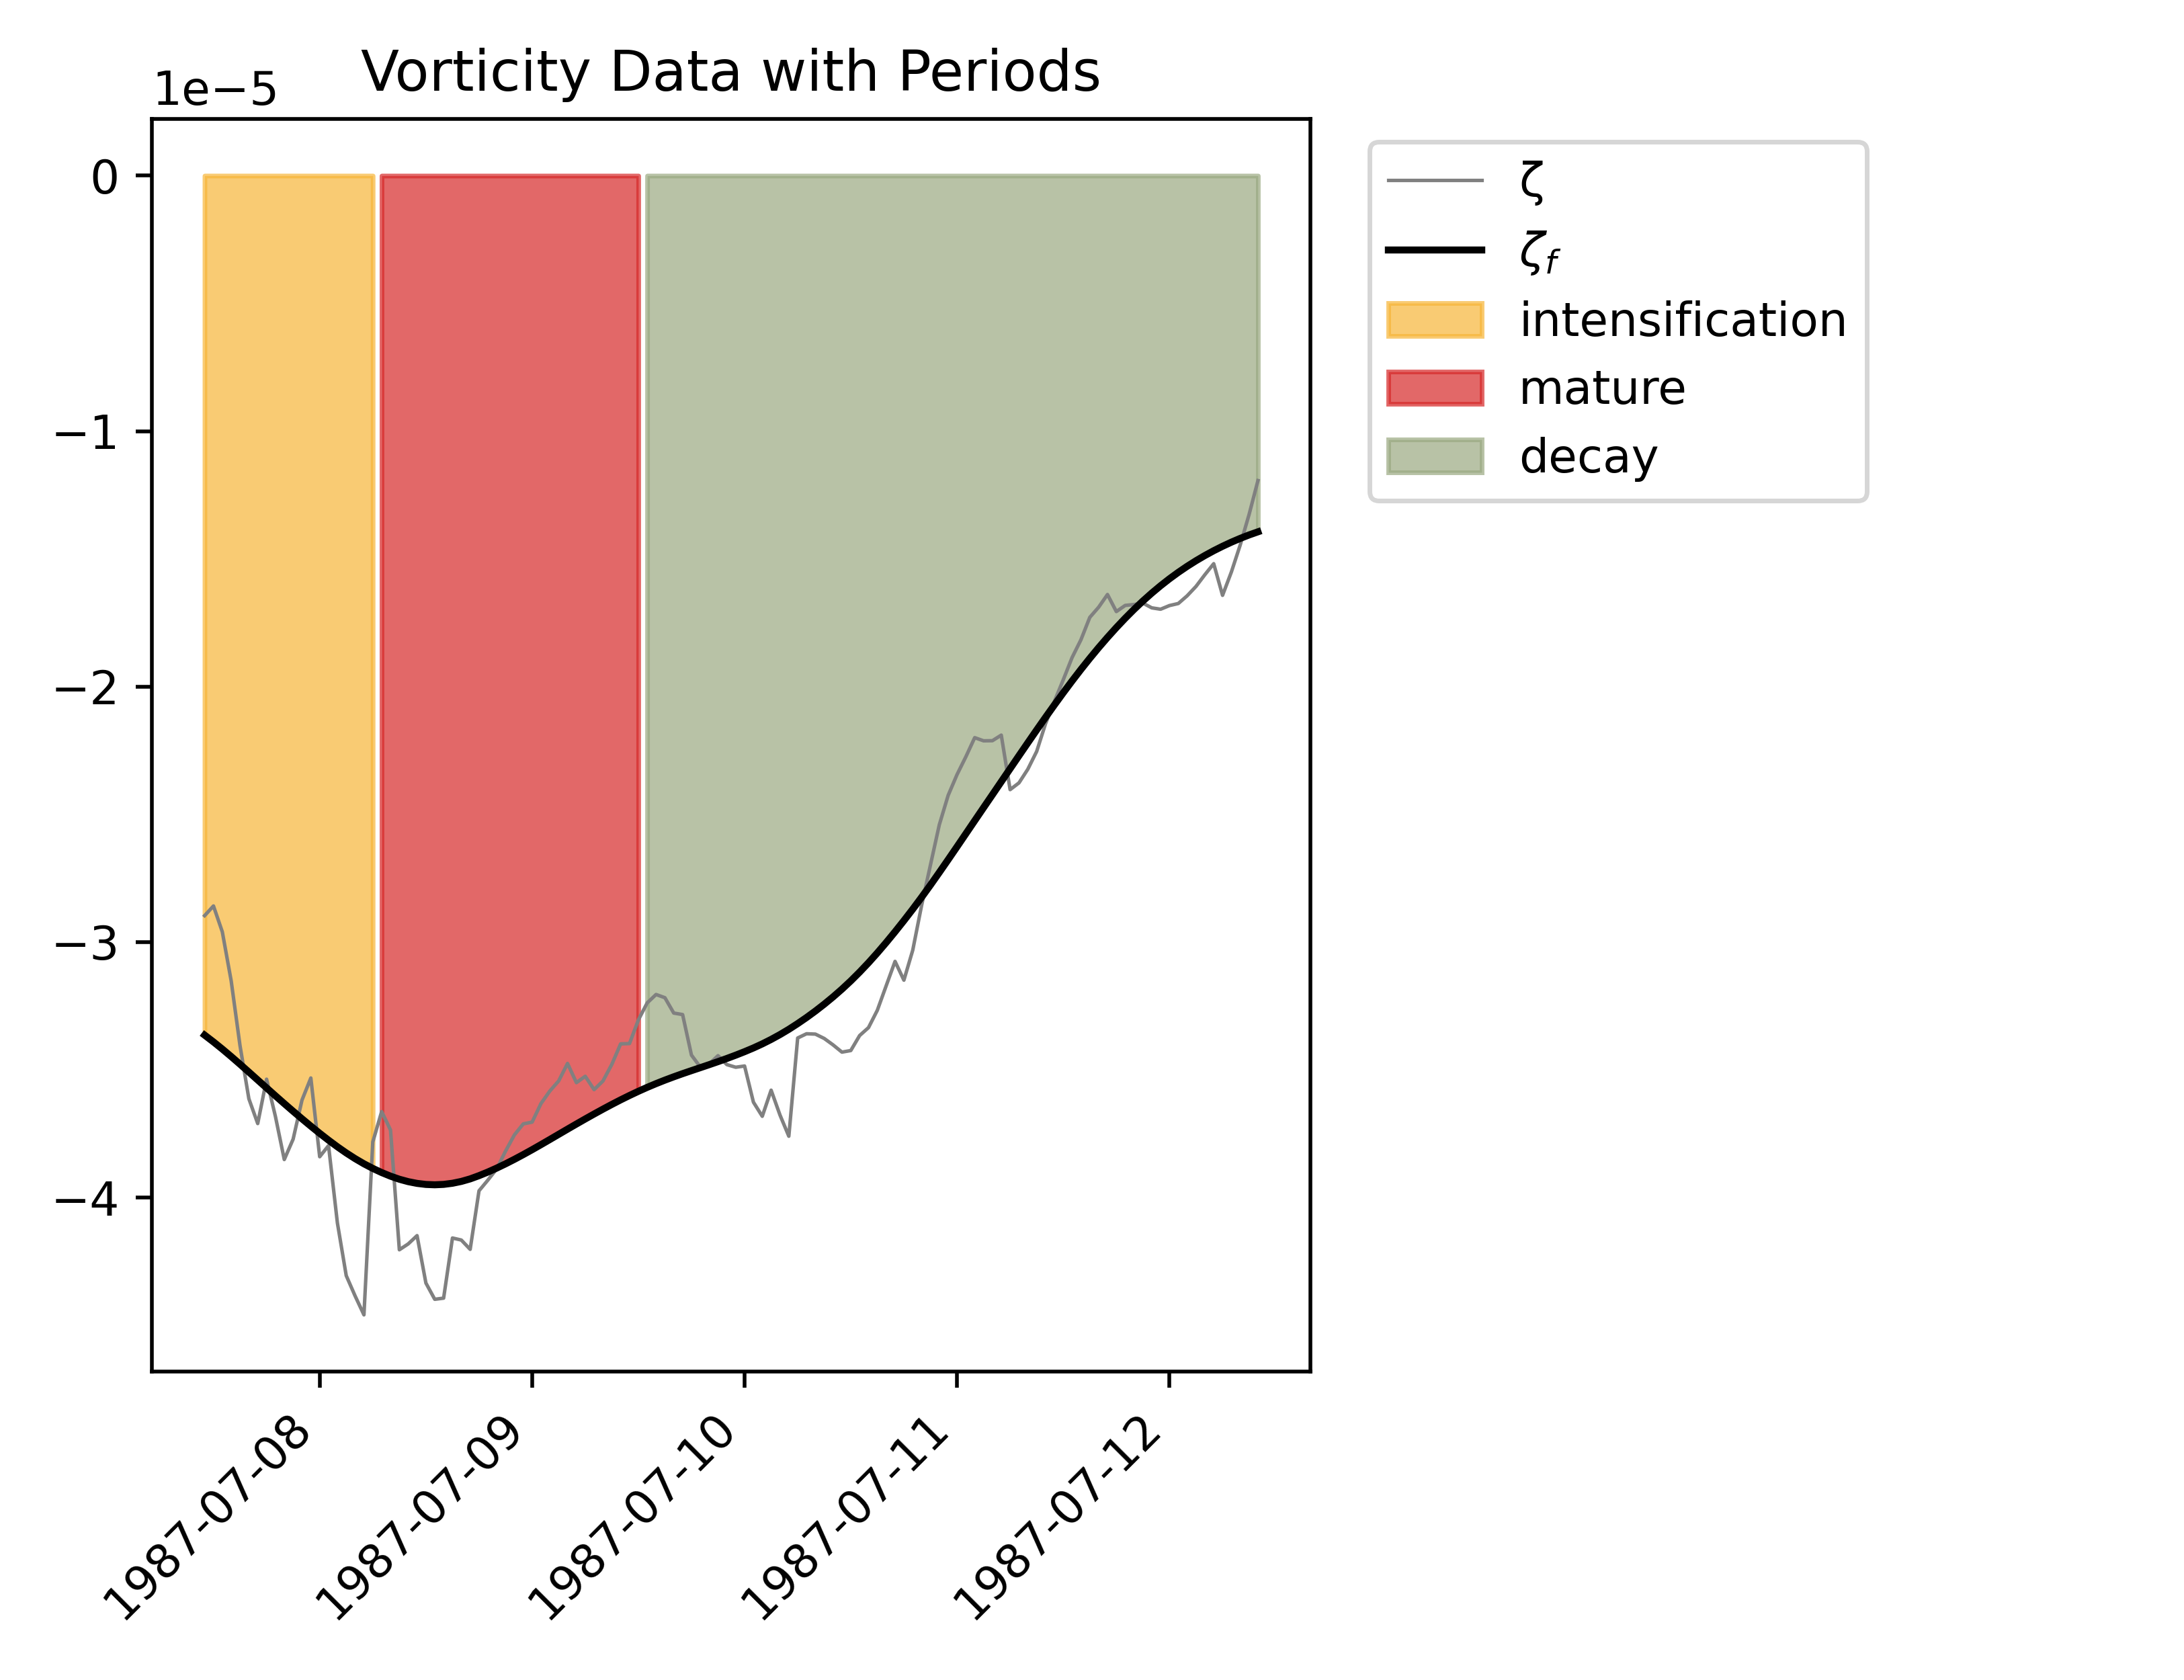 Vorticity Data with Periods
1e−5
0
−1
−2
−3
−4
1987-07-08
1987-07-09
1987-07-10
1987-07-11
1987-07-12
ζ
ζf
intensification
mature
decay